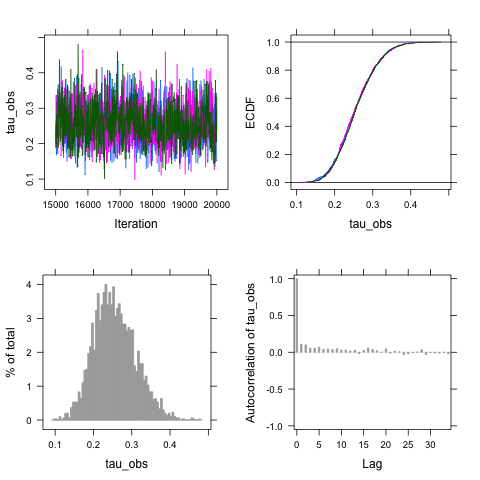 tau_obs
0.4
0.3
0.2
0.1
15000 16000 17000 18000 19000 20000
Iteration
ECDF
1.0
0.8
0.6
0.4
0.2
0.0
0.1 0.2 0.3 0.4
tau_obs
% of total
4
3
2
1
0
0.1 0.2 0.3 0.4
tau_obs
Autocorrelation of tau_obs
1.0
0.5
0.0
-0.5
-1.0
0 5 10 15 20 25 30
Lag